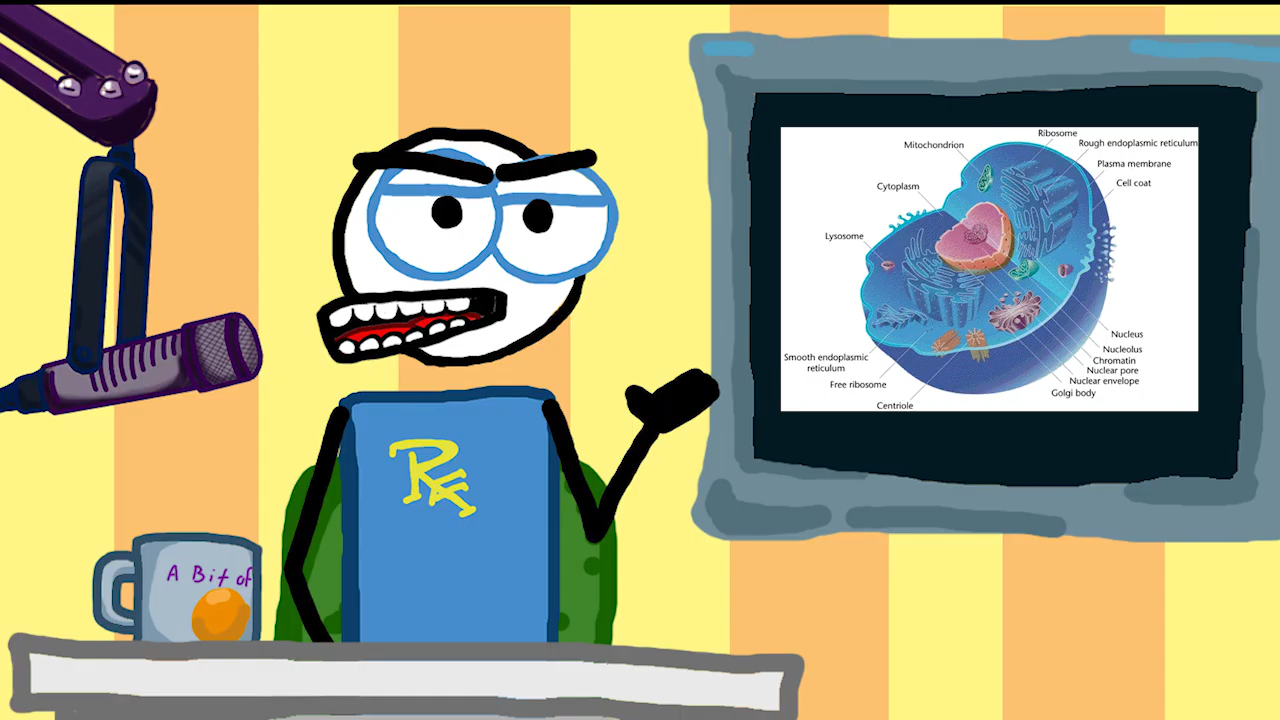 Ribosome
Mitochondrion
Rough endoplasmic reticulum
Plasma membrane
Cell coat
Cytoplasm
Lysosome
Nucleus
Nucleolus
Chromatin
Nuclear pore
Nuclear envelope
Golgi body
Smooth endoplasmic
reticulum
Free ribosome
Centriole
A Bit of